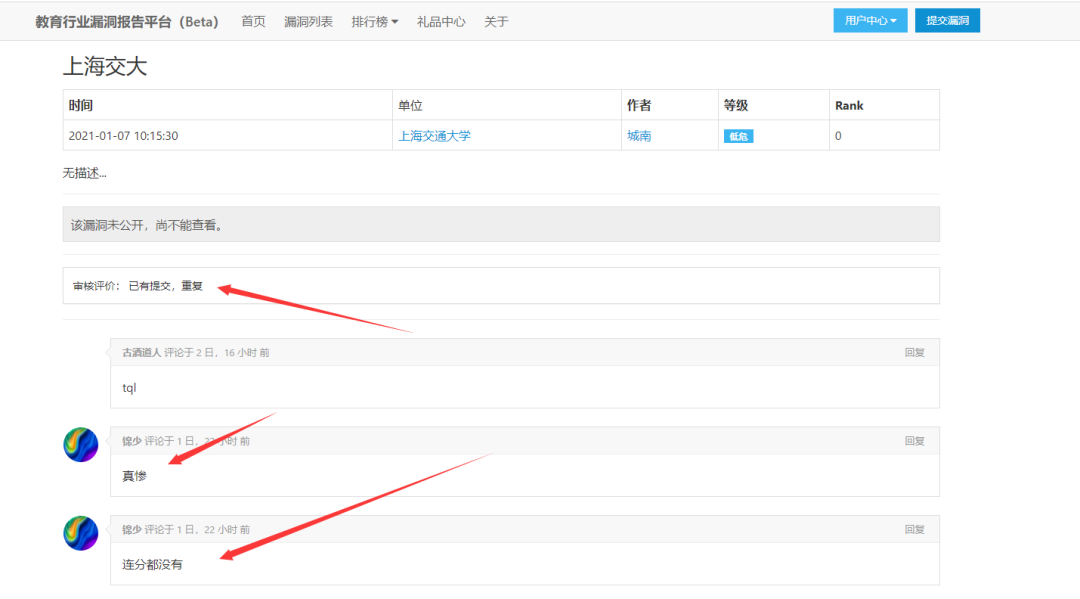 教育行业漏洞报告平台（Beta） 首页 漏洞列表 排行榜 礼品中心 关于 用户中心 提交漏洞
上海交大
时间 单位 作者 等级 Rank
2021-01-07 10:15:30 上海交通大学 城南 低危 0
无描述...
该漏洞未公开，尚不能查看。
审核评价： 已有提交，重复
古酒道人 评论于 2 日，16 小时 前 回复
tql
锦少 评论于 1 日，22 小时 前 回复
真惨
锦少 评论于 1 日，22 小时 前 回复
连分都没有